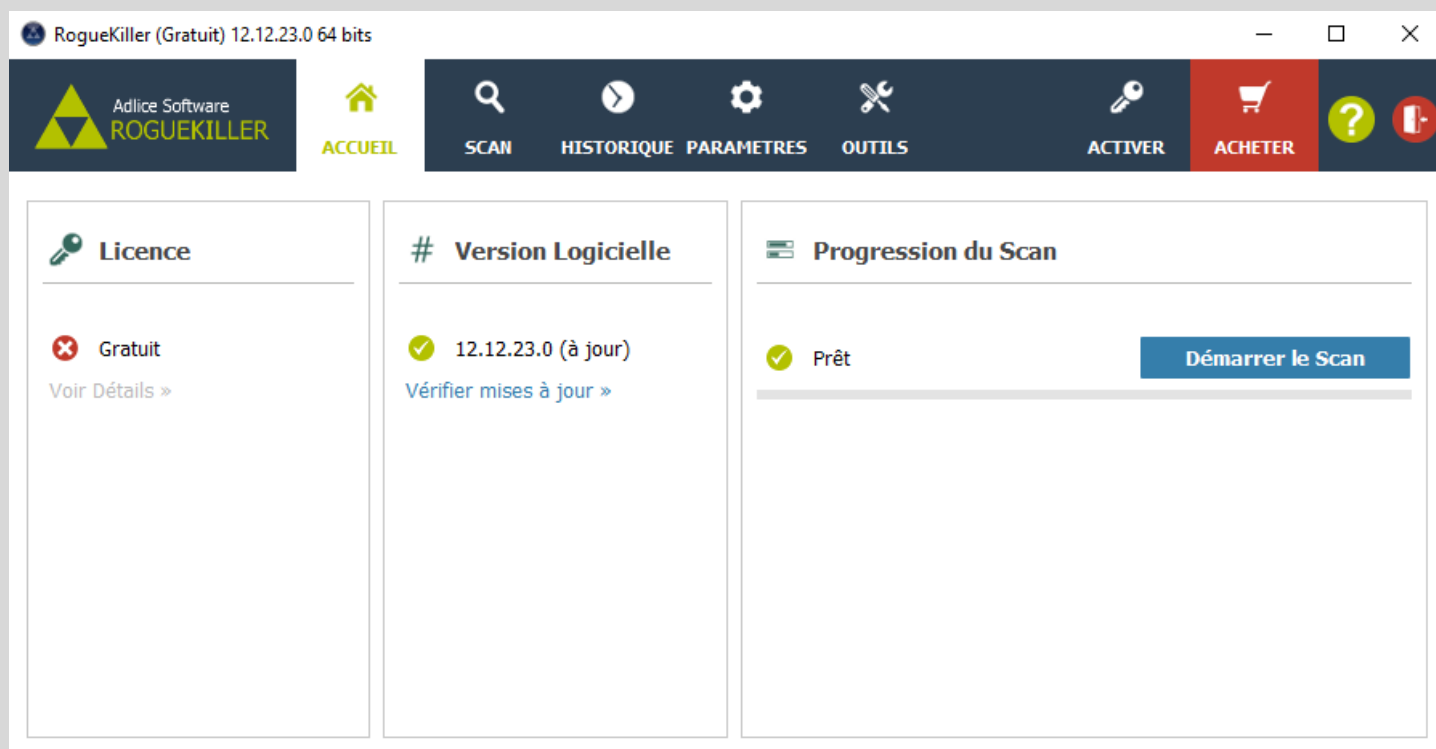 RogueKiller (Gratuit) 12.12.23.0 64 bits
Adlice Software
ROGUEKILLER
ACCUEIL
SCAN
HISTORIQUE
PARAMETRES
OUTILS
ACTIVER
ACHETER
?
Licence
Gratuit
Voir Détails »
# Version Logicielle
12.12.23.0 (à jour)
Vérifier mises à jour »
Progression du Scan
Prêt
Démarrer le Scan